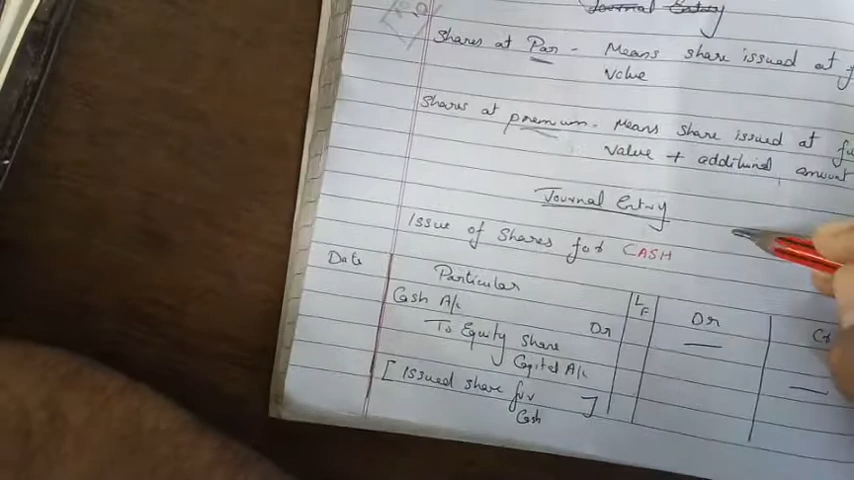 Shares at Par - Means share issued at
value
Shares at premium - Means share issued at
value + additional amount
Journal Entry
Issue of Shares for CASH
Date Particular L F Dr Cr
Cash A/c Dr
To Equity share
Capital A/c
[Issued share for
Cash]